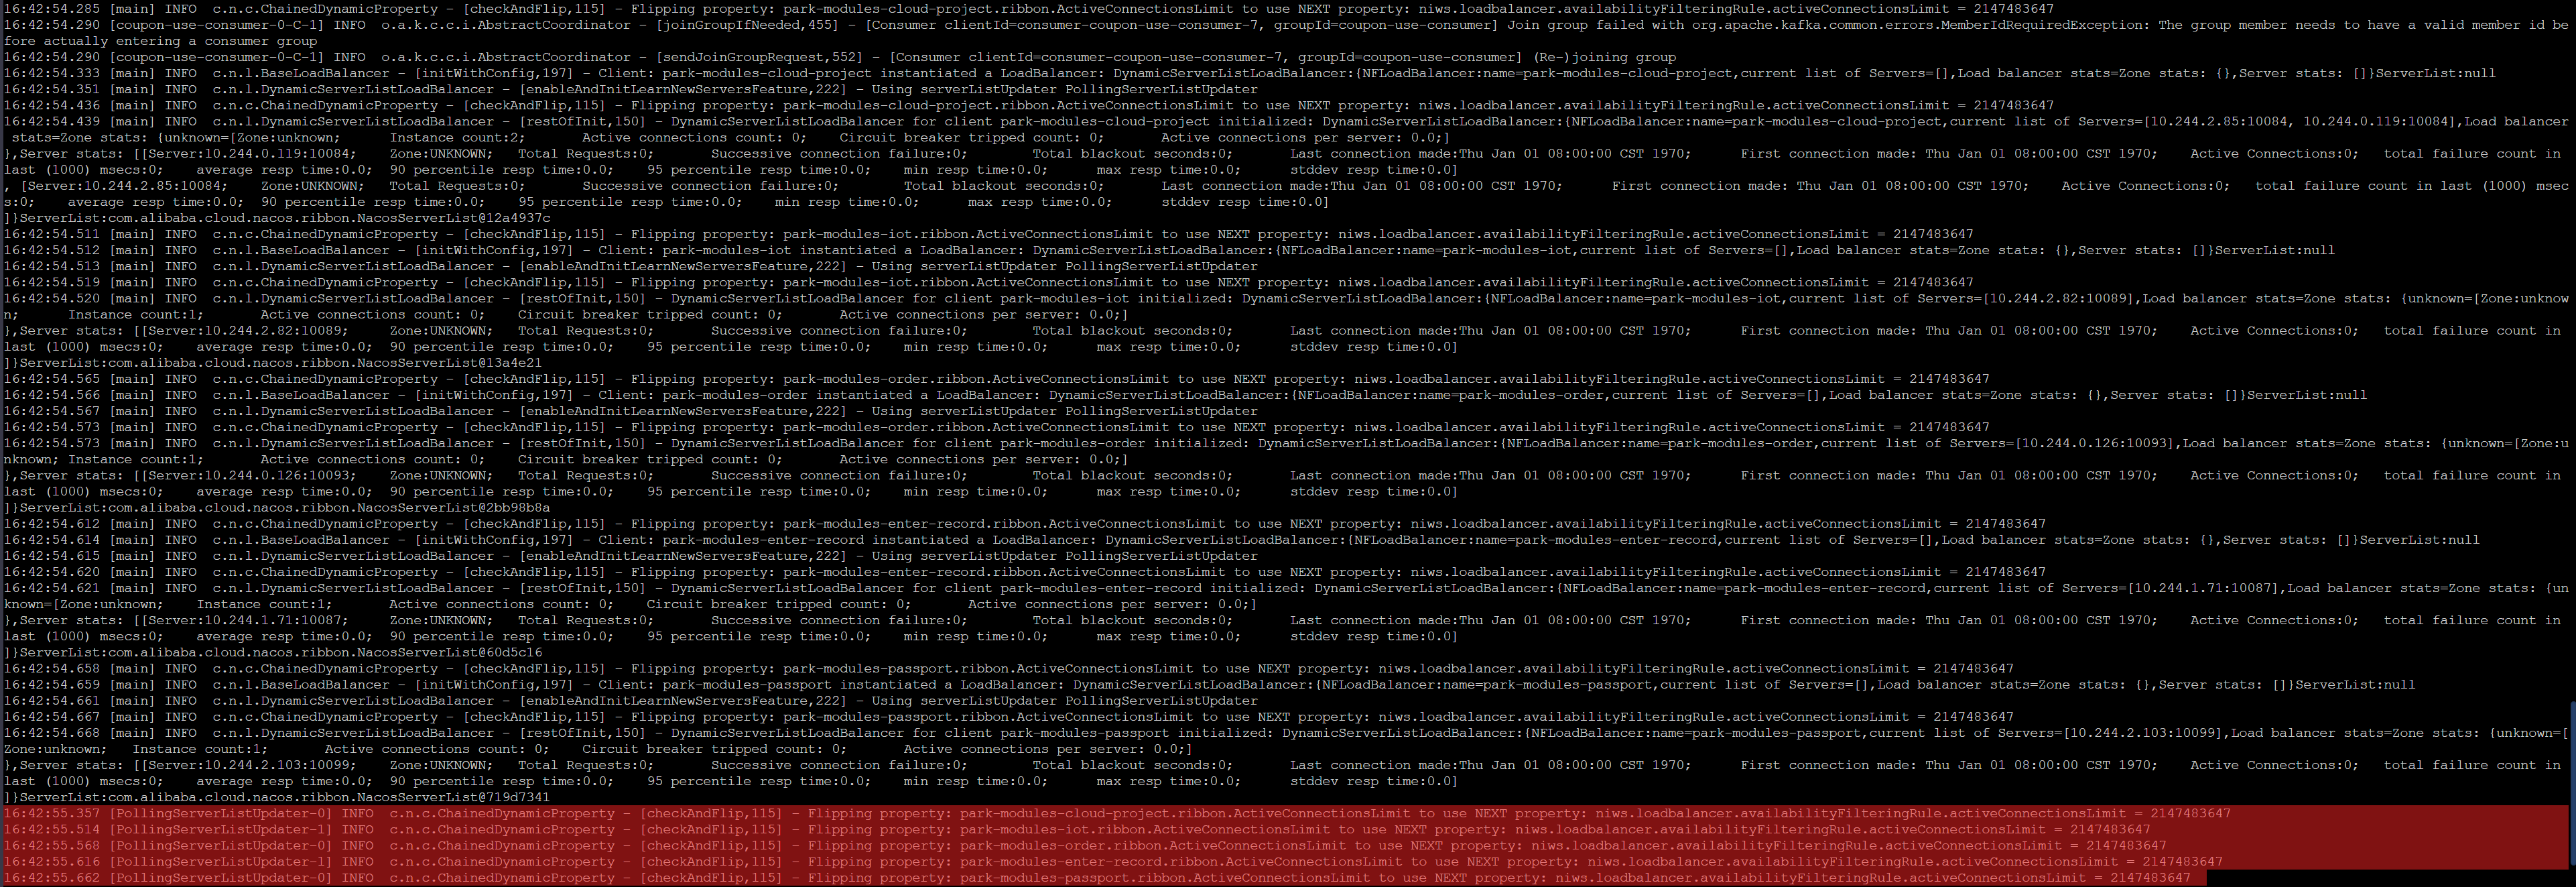 16:42:54.285 [main] INFO  c.n.c.ChainedDynamicProperty - [checkAndFlip,115] - Flipping property: park-modules-cloud-project.ribbon.ActiveConnectionsLimit to use NEXT property: niws.loadbalancer.availabilityFilteringRule.activeConnectionsLimit = 2147483647
16:42:54.290 [coupon-use-consumer-0-C-1] INFO  o.a.k.c.c.i.AbstractCoordinator - [joinGroupIfNeeded,455] - [Consumer clientId=consumer-coupon-use-consumer-7, groupId=coupon-use-consumer] Join group failed with org.apache.kafka.common.errors.MemberIdRequiredException: The group member needs to have a valid member id be
fore actually entering a consumer group
16:42:54.290 [coupon-use-consumer-0-C-1] INFO  o.a.k.c.c.i.AbstractCoordinator - [sendJoinGroupRequest,552] - [Consumer clientId=consumer-coupon-use-consumer-7, groupId=coupon-use-consumer] (Re-)joining group
16:42:54.333 [main] INFO  c.n.l.BaseLoadBalancer - [initWithConfig,197] - Client: park-modules-cloud-project instantiated a LoadBalancer: DynamicServerListLoadBalancer:{NFLoadBalancer:name=park-modules-cloud-project,current list of Servers=[],Load balancer stats=Zone stats: {},Server stats: []}ServerList:null
16:42:54.351 [main] INFO  c.n.l.DynamicServerListLoadBalancer - [enableAndInitLearnNewServersFeature,222] - Using serverListUpdater PollingServerListUpdater
16:42:54.436 [main] INFO  c.n.c.ChainedDynamicProperty - [checkAndFlip,115] - Flipping property: park-modules-cloud-project.ribbon.ActiveConnectionsLimit to use NEXT property: niws.loadbalancer.availabilityFilteringRule.activeConnectionsLimit = 2147483647
16:42:54.439 [main] INFO  c.n.l.DynamicServerListLoadBalancer - [restOfInit,150] - DynamicServerListLoadBalancer for client park-modules-cloud-project initialized: DynamicServerListLoadBalancer:{NFLoadBalancer:name=park-modules-cloud-project,current list of Servers=[10.244.2.85:10084, 10.244.0.119:10084],Load balancer
 stats=Zone stats: {unknown=[Zone:unknown;      Instance count:2;       Active connections count: 0;    Circuit breaker tripped count: 0;       Active connections per server: 0.0;]
},Server stats: [[Server:10.244.0.119:10084;    Zone:UNKNOWN;   Total Requests:0;       Successive connection failure:0;        Total blackout seconds:0;       Last connection made:Thu Jan 01 08:00:00 CST 1970;      First connection made: Thu Jan 01 08:00:00 CST 1970;    Active Connections:0;   total failure count in
last (1000) msecs:0;    average resp time:0.0;  90 percentile resp time:0.0;    95 percentile resp time:0.0;    min resp time:0.0;      max resp time:0.0;      stddev resp time:0.0]
, [Server:10.244.2.85:10084;    Zone:UNKNOWN;   Total Requests:0;       Successive connection failure:0;        Total blackout seconds:0;       Last connection made:Thu Jan 01 08:00:00 CST 1970;      First connection made: Thu Jan 01 08:00:00 CST 1970;    Active Connections:0;   total failure count in last (1000) msec
s:0;    average resp time:0.0;  90 percentile resp time:0.0;    95 percentile resp time:0.0;    min resp time:0.0;      max resp time:0.0;      stddev resp time:0.0]
]}ServerList:com.alibaba.cloud.nacos.ribbon.NacosServerList@12a4937c
16:42:54.511 [main] INFO  c.n.c.ChainedDynamicProperty - [checkAndFlip,115] - Flipping property: park-modules-iot.ribbon.ActiveConnectionsLimit to use NEXT property: niws.loadbalancer.availabilityFilteringRule.activeConnectionsLimit = 2147483647
16:42:54.512 [main] INFO  c.n.l.BaseLoadBalancer - [initWithConfig,197] - Client: park-modules-iot instantiated a LoadBalancer: DynamicServerListLoadBalancer:{NFLoadBalancer:name=park-modules-iot,current list of Servers=[],Load balancer stats=Zone stats: {},Server stats: []}ServerList:null
16:42:54.513 [main] INFO  c.n.l.DynamicServerListLoadBalancer - [enableAndInitLearnNewServersFeature,222] - Using serverListUpdater PollingServerListUpdater
16:42:54.519 [main] INFO  c.n.c.ChainedDynamicProperty - [checkAndFlip,115] - Flipping property: park-modules-iot.ribbon.ActiveConnectionsLimit to use NEXT property: niws.loadbalancer.availabilityFilteringRule.activeConnectionsLimit = 2147483647
16:42:54.520 [main] INFO  c.n.l.DynamicServerListLoadBalancer - [restOfInit,150] - DynamicServerListLoadBalancer for client park-modules-iot initialized: DynamicServerListLoadBalancer:{NFLoadBalancer:name=park-modules-iot,current list of Servers=[10.244.2.82:10089],Load balancer stats=Zone stats: {unknown=[Zone:unknow
n;      Instance count:1;       Active connections count: 0;    Circuit breaker tripped count: 0;       Active connections per server: 0.0;]
},Server stats: [[Server:10.244.2.82:10089;     Zone:UNKNOWN;   Total Requests:0;       Successive connection failure:0;        Total blackout seconds:0;       Last connection made:Thu Jan 01 08:00:00 CST 1970;      First connection made: Thu Jan 01 08:00:00 CST 1970;    Active Connections:0;   total failure count in
last (1000) msecs:0;    average resp time:0.0;  90 percentile resp time:0.0;    95 percentile resp time:0.0;    min resp time:0.0;      max resp time:0.0;      stddev resp time:0.0]
]}ServerList:com.alibaba.cloud.nacos.ribbon.NacosServerList@13a4e21
16:42:54.565 [main] INFO  c.n.c.ChainedDynamicProperty - [checkAndFlip,115] - Flipping property: park-modules-order.ribbon.ActiveConnectionsLimit to use NEXT property: niws.loadbalancer.availabilityFilteringRule.activeConnectionsLimit = 2147483647
16:42:54.566 [main] INFO  c.n.l.BaseLoadBalancer - [initWithConfig,197] - Client: park-modules-order instantiated a LoadBalancer: DynamicServerListLoadBalancer:{NFLoadBalancer:name=park-modules-order,current list of Servers=[],Load balancer stats=Zone stats: {},Server stats: []}ServerList:null
16:42:54.567 [main] INFO  c.n.l.DynamicServerListLoadBalancer - [enableAndInitLearnNewServersFeature,222] - Using serverListUpdater PollingServerListUpdater
16:42:54.573 [main] INFO  c.n.c.ChainedDynamicProperty - [checkAndFlip,115] - Flipping property: park-modules-order.ribbon.ActiveConnectionsLimit to use NEXT property: niws.loadbalancer.availabilityFilteringRule.activeConnectionsLimit = 2147483647
16:42:54.573 [main] INFO  c.n.l.DynamicServerListLoadBalancer - [restOfInit,150] - DynamicServerListLoadBalancer for client park-modules-order initialized: DynamicServerListLoadBalancer:{NFLoadBalancer:name=park-modules-order,current list of Servers=[10.244.0.126:10093],Load balancer stats=Zone stats: {unknown=[Zone:u
nknown; Instance count:1;       Active connections count: 0;    Circuit breaker tripped count: 0;       Active connections per server: 0.0;]
},Server stats: [[Server:10.244.0.126:10093;    Zone:UNKNOWN;   Total Requests:0;       Successive connection failure:0;        Total blackout seconds:0;       Last connection made:Thu Jan 01 08:00:00 CST 1970;      First connection made: Thu Jan 01 08:00:00 CST 1970;    Active Connections:0;   total failure count in
last (1000) msecs:0;    average resp time:0.0;  90 percentile resp time:0.0;    95 percentile resp time:0.0;    min resp time:0.0;      max resp time:0.0;      stddev resp time:0.0]
]}ServerList:com.alibaba.cloud.nacos.ribbon.NacosServerList@2bb98b8a
16:42:54.612 [main] INFO  c.n.c.ChainedDynamicProperty - [checkAndFlip,115] - Flipping property: park-modules-enter-record.ribbon.ActiveConnectionsLimit to use NEXT property: niws.loadbalancer.availabilityFilteringRule.activeConnectionsLimit = 2147483647
16:42:54.614 [main] INFO  c.n.l.BaseLoadBalancer - [initWithConfig,197] - Client: park-modules-enter-record instantiated a LoadBalancer: DynamicServerListLoadBalancer:{NFLoadBalancer:name=park-modules-enter-record,current list of Servers=[],Load balancer stats=Zone stats: {},Server stats: []}ServerList:null
16:42:54.615 [main] INFO  c.n.l.DynamicServerListLoadBalancer - [enableAndInitLearnNewServersFeature,222] - Using serverListUpdater PollingServerListUpdater
16:42:54.620 [main] INFO  c.n.c.ChainedDynamicProperty - [checkAndFlip,115] - Flipping property: park-modules-enter-record.ribbon.ActiveConnectionsLimit to use NEXT property: niws.loadbalancer.availabilityFilteringRule.activeConnectionsLimit = 2147483647
16:42:54.621 [main] INFO  c.n.l.DynamicServerListLoadBalancer - [restOfInit,150] - DynamicServerListLoadBalancer for client park-modules-enter-record initialized: DynamicServerListLoadBalancer:{NFLoadBalancer:name=park-modules-enter-record,current list of Servers=[10.244.1.71:10087],Load balancer stats=Zone stats: {un
known=[Zone:unknown;    Instance count:1;       Active connections count: 0;    Circuit breaker tripped count: 0;       Active connections per server: 0.0;]
},Server stats: [[Server:10.244.1.71:10087;     Zone:UNKNOWN;   Total Requests:0;       Successive connection failure:0;        Total blackout seconds:0;       Last connection made:Thu Jan 01 08:00:00 CST 1970;      First connection made: Thu Jan 01 08:00:00 CST 1970;    Active Connections:0;   total failure count in
last (1000) msecs:0;    average resp time:0.0;  90 percentile resp time:0.0;    95 percentile resp time:0.0;    min resp time:0.0;      max resp time:0.0;      stddev resp time:0.0]
]}ServerList:com.alibaba.cloud.nacos.ribbon.NacosServerList@60d5c16
16:42:54.658 [main] INFO  c.n.c.ChainedDynamicProperty - [checkAndFlip,115] - Flipping property: park-modules-passport.ribbon.ActiveConnectionsLimit to use NEXT property: niws.loadbalancer.availabilityFilteringRule.activeConnectionsLimit = 2147483647
16:42:54.659 [main] INFO  c.n.l.BaseLoadBalancer - [initWithConfig,197] - Client: park-modules-passport instantiated a LoadBalancer: DynamicServerListLoadBalancer:{NFLoadBalancer:name=park-modules-passport,current list of Servers=[],Load balancer stats=Zone stats: {},Server stats: []}ServerList:null
16:42:54.661 [main] INFO  c.n.l.DynamicServerListLoadBalancer - [enableAndInitLearnNewServersFeature,222] - Using serverListUpdater PollingServerListUpdater
16:42:54.667 [main] INFO  c.n.c.ChainedDynamicProperty - [checkAndFlip,115] - Flipping property: park-modules-passport.ribbon.ActiveConnectionsLimit to use NEXT property: niws.loadbalancer.availabilityFilteringRule.activeConnectionsLimit = 2147483647
16:42:54.668 [main] INFO  c.n.l.DynamicServerListLoadBalancer - [restOfInit,150] - DynamicServerListLoadBalancer for client park-modules-passport initialized: DynamicServerListLoadBalancer:{NFLoadBalancer:name=park-modules-passport,current list of Servers=[10.244.2.103:10099],Load balancer stats=Zone stats: {unknown=[
Zone:unknown;   Instance count:1;       Active connections count: 0;    Circuit breaker tripped count: 0;       Active connections per server: 0.0;]
},Server stats: [[Server:10.244.2.103:10099;    Zone:UNKNOWN;   Total Requests:0;       Successive connection failure:0;        Total blackout seconds:0;       Last connection made:Thu Jan 01 08:00:00 CST 1970;      First connection made: Thu Jan 01 08:00:00 CST 1970;    Active Connections:0;   total failure count in
last (1000) msecs:0;    average resp time:0.0;  90 percentile resp time:0.0;    95 percentile resp time:0.0;    min resp time:0.0;      max resp time:0.0;      stddev resp time:0.0]
]}ServerList:com.alibaba.cloud.nacos.ribbon.NacosServerList@719d7341
16:42:55.357 [PollingServerListUpdater-0] INFO  c.n.c.ChainedDynamicProperty - [checkAndFlip,115] - Flipping property: park-modules-cloud-project.ribbon.ActiveConnectionsLimit to use NEXT property: niws.loadbalancer.availabilityFilteringRule.activeConnectionsLimit = 2147483647
16:42:55.514 [PollingServerListUpdater-1] INFO  c.n.c.ChainedDynamicProperty - [checkAndFlip,115] - Flipping property: park-modules-iot.ribbon.ActiveConnectionsLimit to use NEXT property: niws.loadbalancer.availabilityFilteringRule.activeConnectionsLimit = 2147483647
16:42:55.568 [PollingServerListUpdater-0] INFO  c.n.c.ChainedDynamicProperty - [checkAndFlip,115] - Flipping property: park-modules-order.ribbon.ActiveConnectionsLimit to use NEXT property: niws.loadbalancer.availabilityFilteringRule.activeConnectionsLimit = 2147483647
16:42:55.616 [PollingServerListUpdater-1] INFO  c.n.c.ChainedDynamicProperty - [checkAndFlip,115] - Flipping property: park-modules-enter-record.ribbon.ActiveConnectionsLimit to use NEXT property: niws.loadbalancer.availabilityFilteringRule.activeConnectionsLimit = 2147483647
16:42:55.662 [PollingServerListUpdater-0] INFO  c.n.c.ChainedDynamicProperty - [checkAndFlip,115] - Flipping property: park-modules-passport.ribbon.ActiveConnectionsLimit to use NEXT property: niws.loadbalancer.availabilityFilteringRule.activeConnectionsLimit = 2147483647